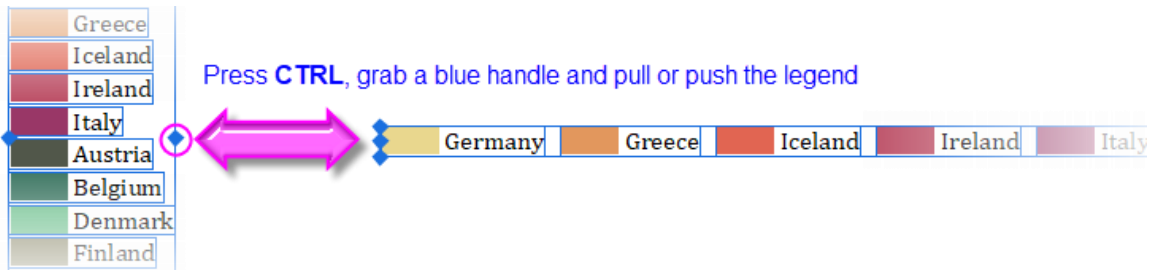 Greece
Iceland
Ireland
Italy
Austria
Belgium
Denmark
Finland
Press CTRL, grab a blue handle and pull or push the legend
Germany Greece Iceland Ireland Italy